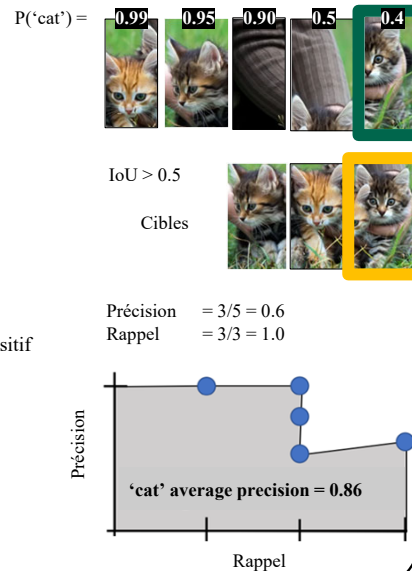 P(‘cat’) = 0.99 0.95 0.90 0.5 0.4
IoU > 0.5
Cibles
Précision = 3/5 = 0.6
Rappel = 3/3 = 1.0
sitif
Précision
‘cat’ average precision = 0.86
Rappel